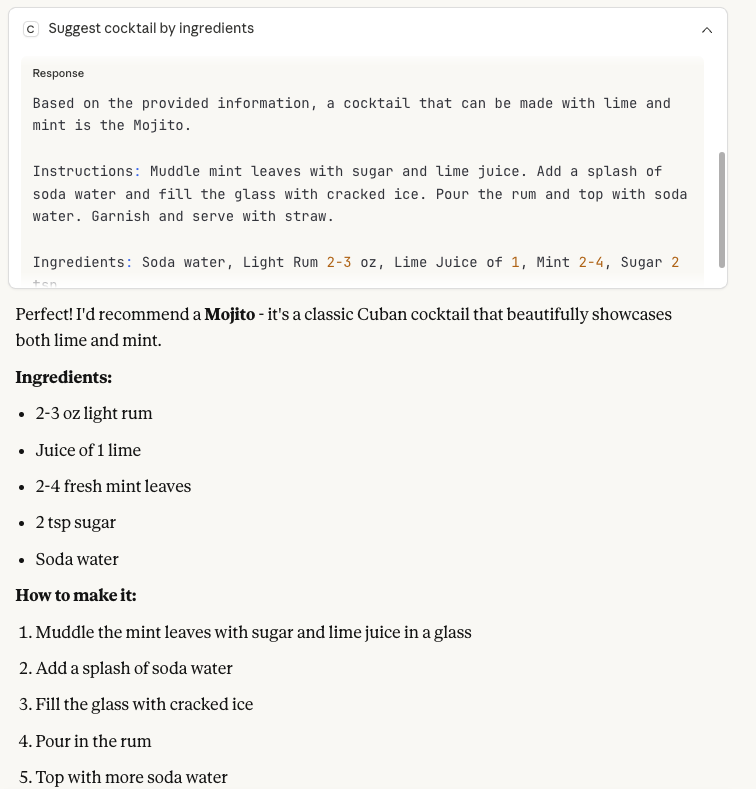 C Suggest cocktail by ingredients
Response
Based on the provided information, a cocktail that can be made with lime and
mint is the Mojito.
Instructions: Muddle mint leaves with sugar and lime juice. Add a splash of
soda water and fill the glass with cracked ice. Pour the rum and top with soda
water. Garnish and serve with straw.
Ingredients: Soda water, Light Rum 2-3 oz, Lime Juice of 1, Mint 2-4, Sugar 2
tsp
Perfect! I'd recommend a Mojito - it's a classic Cuban cocktail that beautifully showcases
both lime and mint.
Ingredients:
• 2-3 oz light rum
• Juice of 1 lime
• 2-4 fresh mint leaves
• 2 tsp sugar
• Soda water
How to make it:
1. Muddle the mint leaves with sugar and lime juice in a glass
2. Add a splash of soda water
3. Fill the glass with cracked ice
4. Pour in the rum
5. Top with more soda water